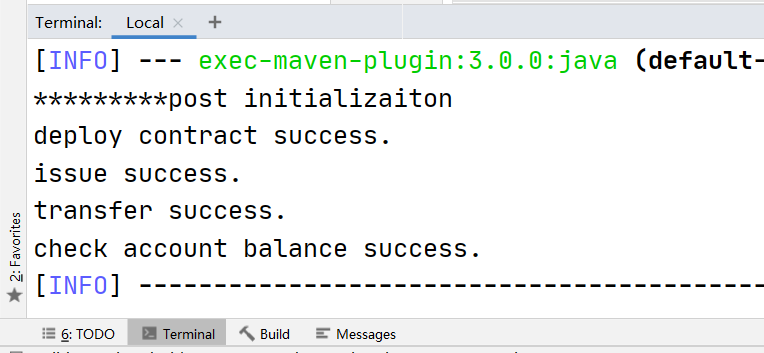 Terminal: Local × +
[INFO] --- exec-maven-plugin:3.0.0:java (default-
*********post initializaiton
deploy contract success.
issue success.
transfer success.
check account balance success.
[INFO] ------------------------------------------
2: Favorites
6: TODO Terminal Build Messages